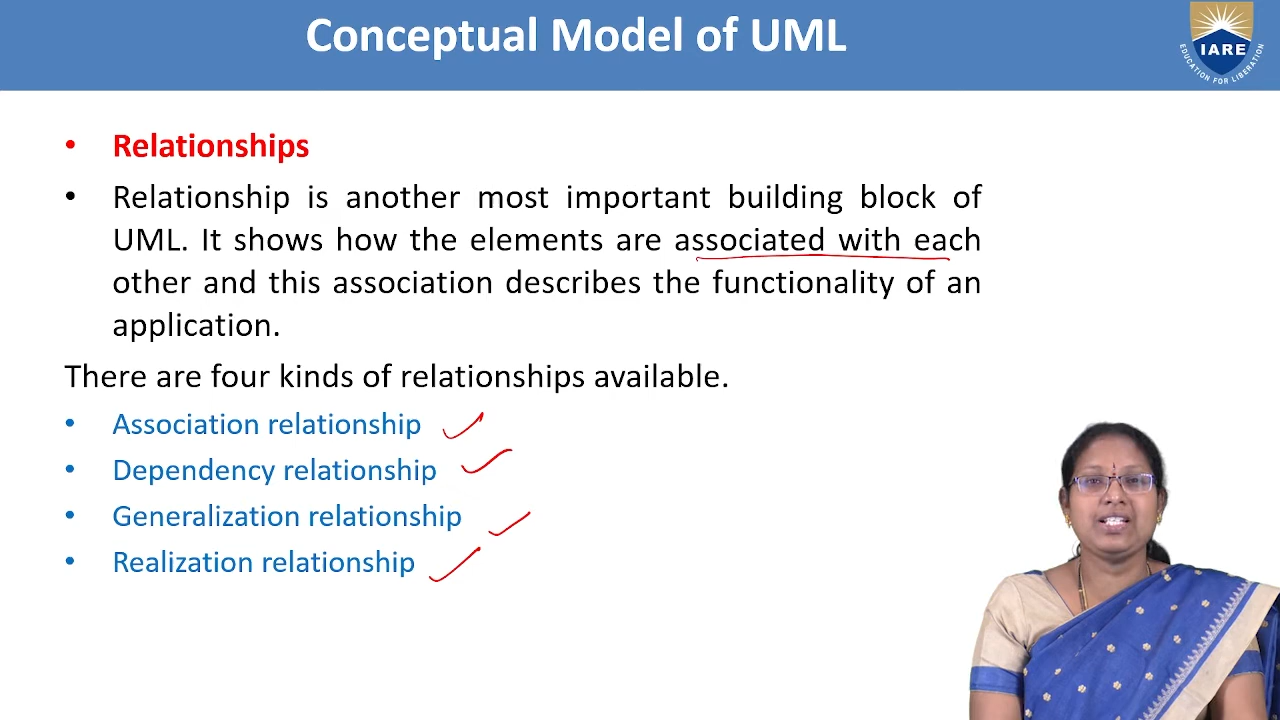 Conceptual Model of UML
IARE
EDUCATION FOR LIBERATION
• Relationships
• Relationship is another most important building block of
UML. It shows how the elements are associated with each
other and this association describes the functionality of an
application.
There are four kinds of relationships available.
• Association relationship
• Dependency relationship
• Generalization relationship
• Realization relationship